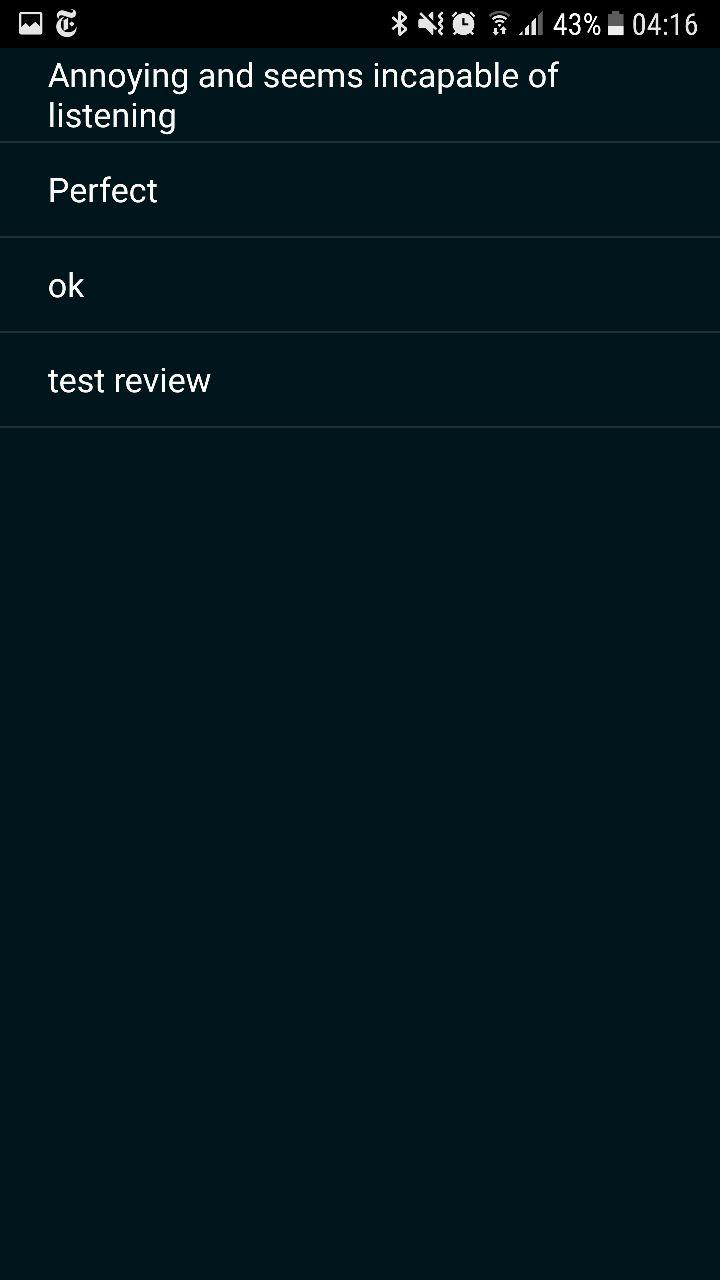 43% 04:16
Annoying and seems incapable of
listening
Perfect
ok
test review